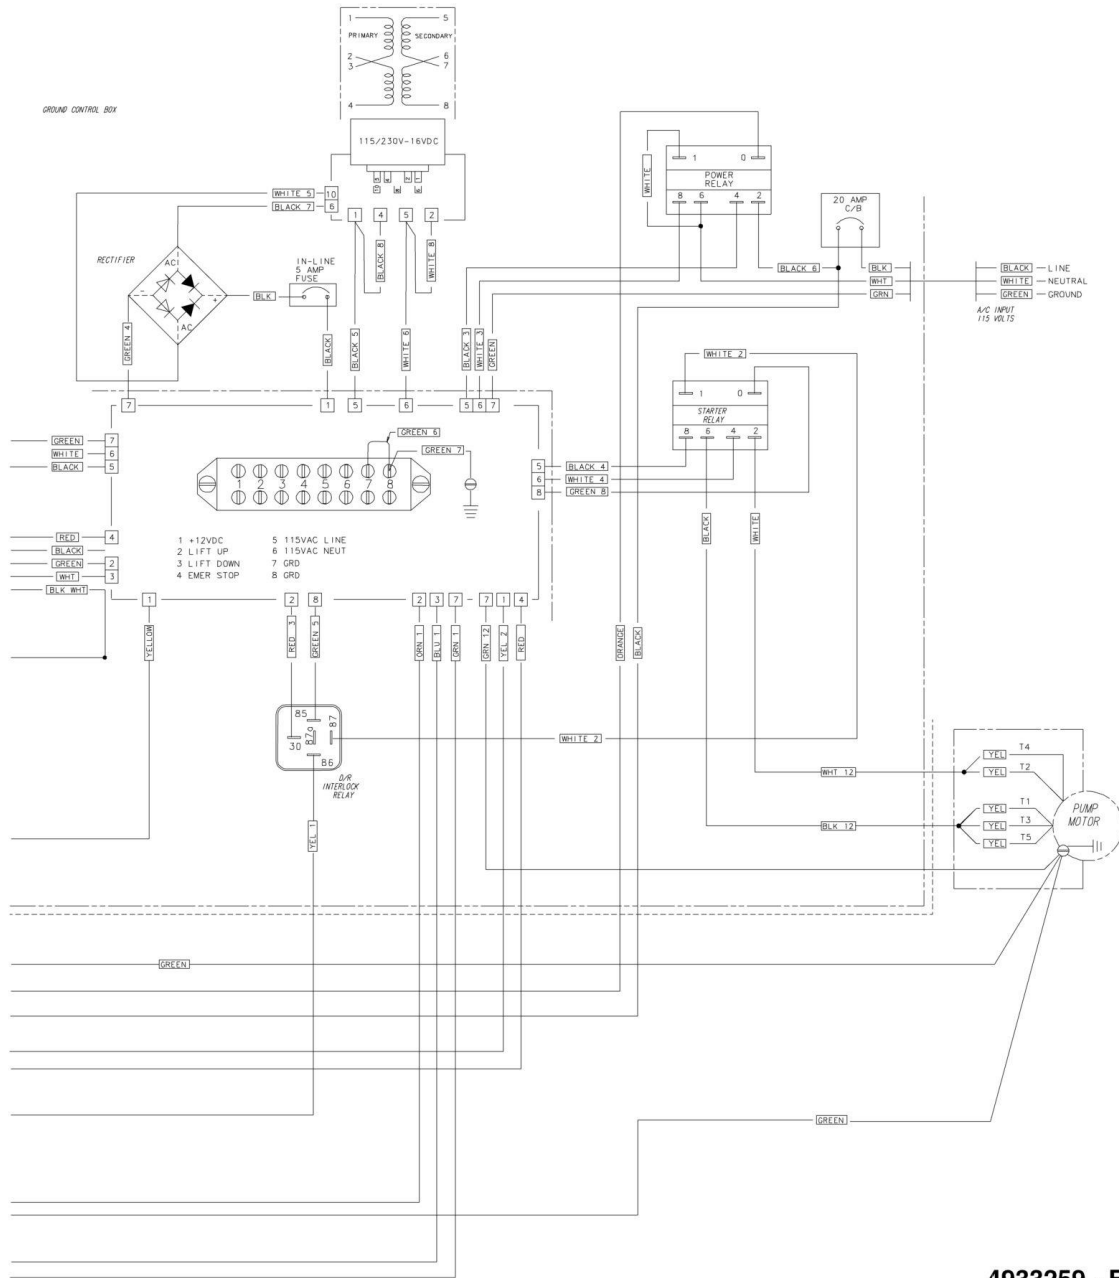 1
5
PRIMARY
SECONDARY
2
6
3
7
4
8
GROUND CONTROL BOX
115/230V-16VDC
WHITE 5
10
BLACK 7
6
1
4
5
2
BLACK 8
WHITE 8
RECTIFIER
AC1
-
+
AC
BLK
IN-LINE
5 AMP
FUSE
GREEN 4
BLACK
BLACK 5
WHITE 6
BLACK 3
WHITE 3
GREEN
WHITE
1
0
POWER
RELAY
8
6
4
2
20 AMP
C/B
BLACK 6
BLK
WHT
GRN
BLACK
LINE
WHITE
NEUTRAL
GREEN
GROUND
A/C INPUT
115 VOLTS
WHITE 2
1
0
STARTER
RELAY
8
6
4
2
7
1
5
6
5
6
7
GREEN
7
WHITE
6
BLACK
5
GREEN 6
GREEN 7
1 2 3 4 5 6 7 8
5
BLACK 4
6
WHITE 4
8
GREEN 8
BLACK
WHITE
RED
4
BLACK
GREEN
2
WHT
3
BLK WHT
1 +12VDC
2 LIFT UP
3 LIFT DOWN
4 EMER STOP
5 115VAC LINE
6 115VAC NEUT
7 GRD
8 GRD
1
2
8
2
3
7
7
1
4
YELLOW
RED 3
GREEN 5
ORN 1
BLU 1
GRN 1
GRN 12
YEL 2
RED
ORANGE
BLACK
85
87
87a
30
86
D/R
INTERLOCK
RELAY
WHITE 2
YEL 1
WHT 12
BLK 12
YEL
T4
YEL
T2
YEL
T1
YEL
T3
YEL
T5
PUMP
MOTOR
GREEN
GREEN